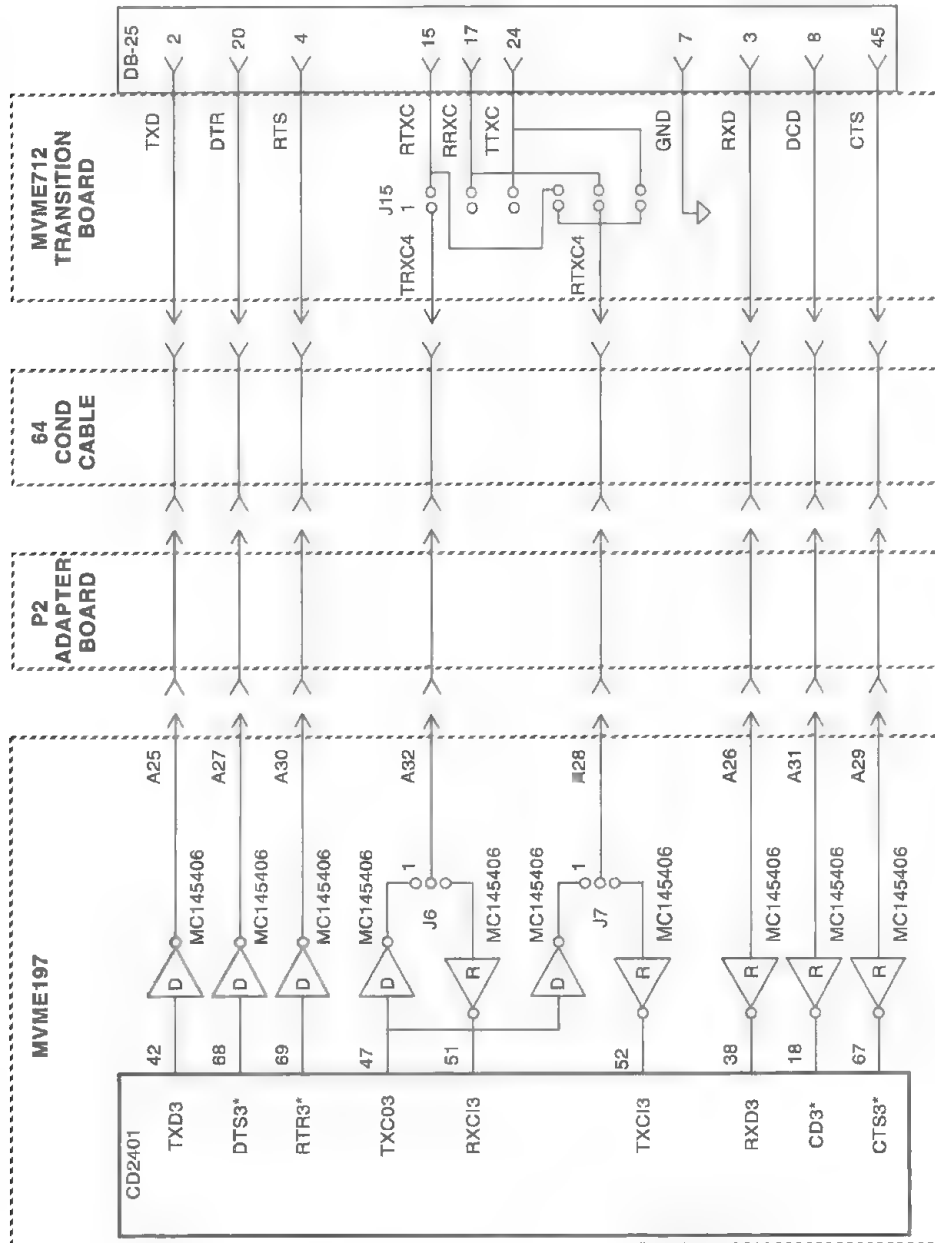 MVME197
P2
ADAPTER
BOARD
64
COND
CABLE
MVME712
TRANSITION
BOARD
CD2401
TXD3
42
D
MC145406
A25
TXD
2
DTS3*
68
D
MC145406
A27
DTR
20
RTR3*
69
D
MC145406
A30
RTS
4
TXC03
47
D
MC145406
J6
1
A32
TRXC4
J15
1
RTXC
15
RRXC
17
TTXC
24
RXCI3
51
R
MC145406
D
MC145406
J7
1
A28
RTXC4
TXCI3
52
R
MC145406
GND
7
RXD3
38
R
MC145406
A26
RXD
3
CD3*
18
R
MC145406
A31
DCD
8
CTS3*
67
R
MC145406
A29
CTS
45
DB-25